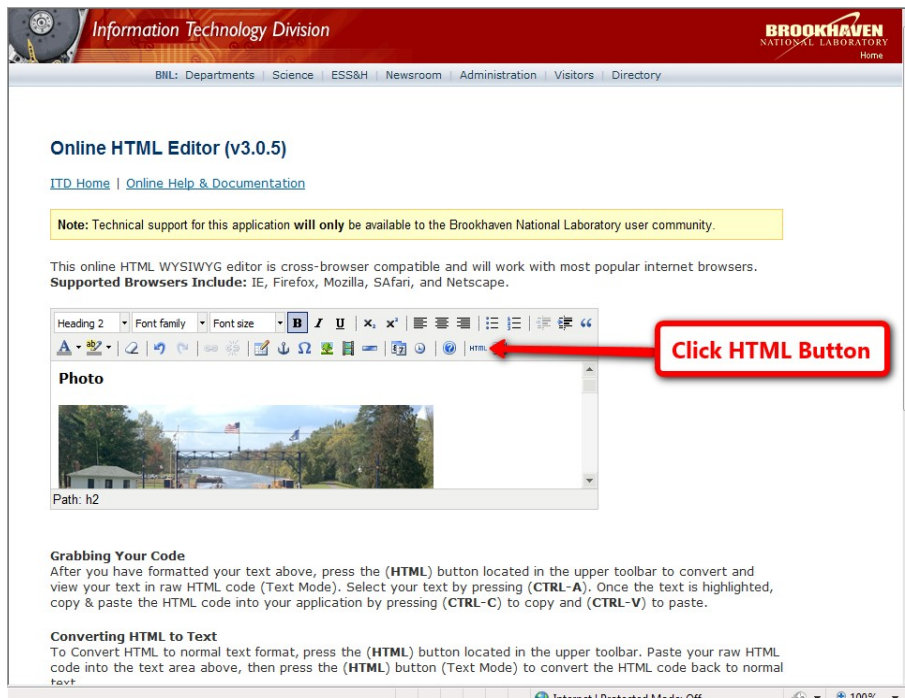 Information Technology Division
BROOKHAVEN
NATIONAL LABORATORY
Home
BNL: Departments | Science | ESS&H | Newsroom | Administration | Visitors | Directory
Online HTML Editor (v3.0.5)
ITD Home | Online Help & Documentation
Note: Technical support for this application will only be available to the Brookhaven National Laboratory user community.
This online HTML WYSIWYG editor is cross-browser compatible and will work with most popular internet browsers.
Supported Browsers Include: IE, Firefox, Mozilla, SAfari, and Netscape.
Heading 2 Font family Font size B I U
HTML
Click HTML Button
Photo
Path: h2
Grabbing Your Code
After you have formatted your text above, press the (HTML) button located in the upper toolbar to convert and
view your text in raw HTML code (Text Mode). Select your text by pressing (CTRL-A). Once the text is highlighted,
copy & paste the HTML code into your application by pressing (CTRL-C) to copy and (CTRL-V) to paste.
Converting HTML to Text
To Convert HTML to normal text format, press the (HTML) button located in the upper toolbar. Paste your raw HTML
code into the text area above, then press the (HTML) button (Text Mode) to convert the HTML code back to normal
text
Internet | Protected Mode: Off 100%